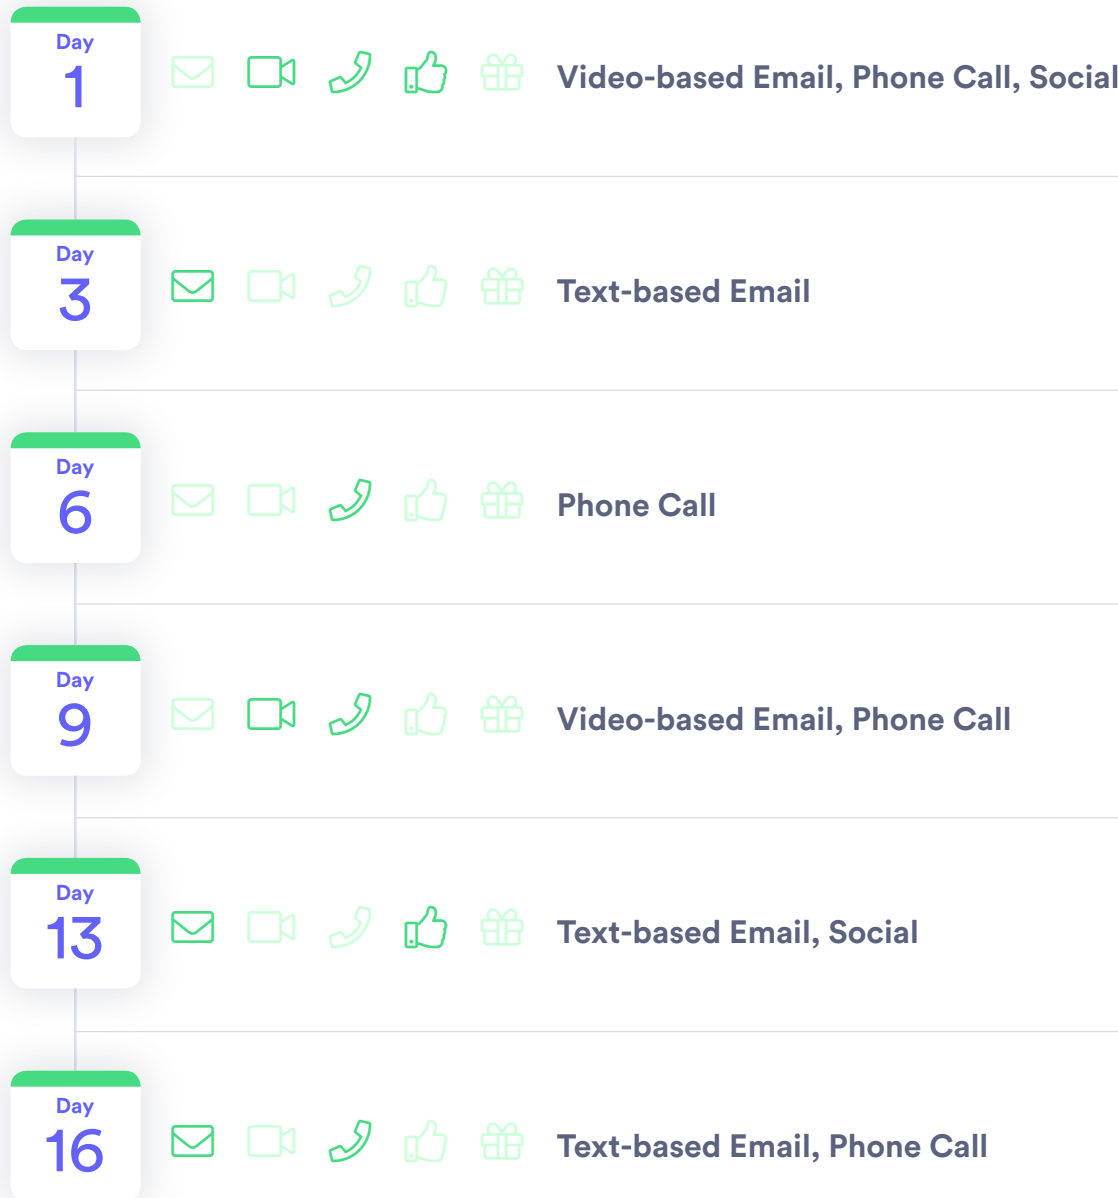 Day
1
Video-based Email, Phone Call, Social
Day
3
Text-based Email
Day
6
Phone Call
Day
9
Video-based Email, Phone Call
Day
13
Text-based Email, Social
Day
16
Text-based Email, Phone Call